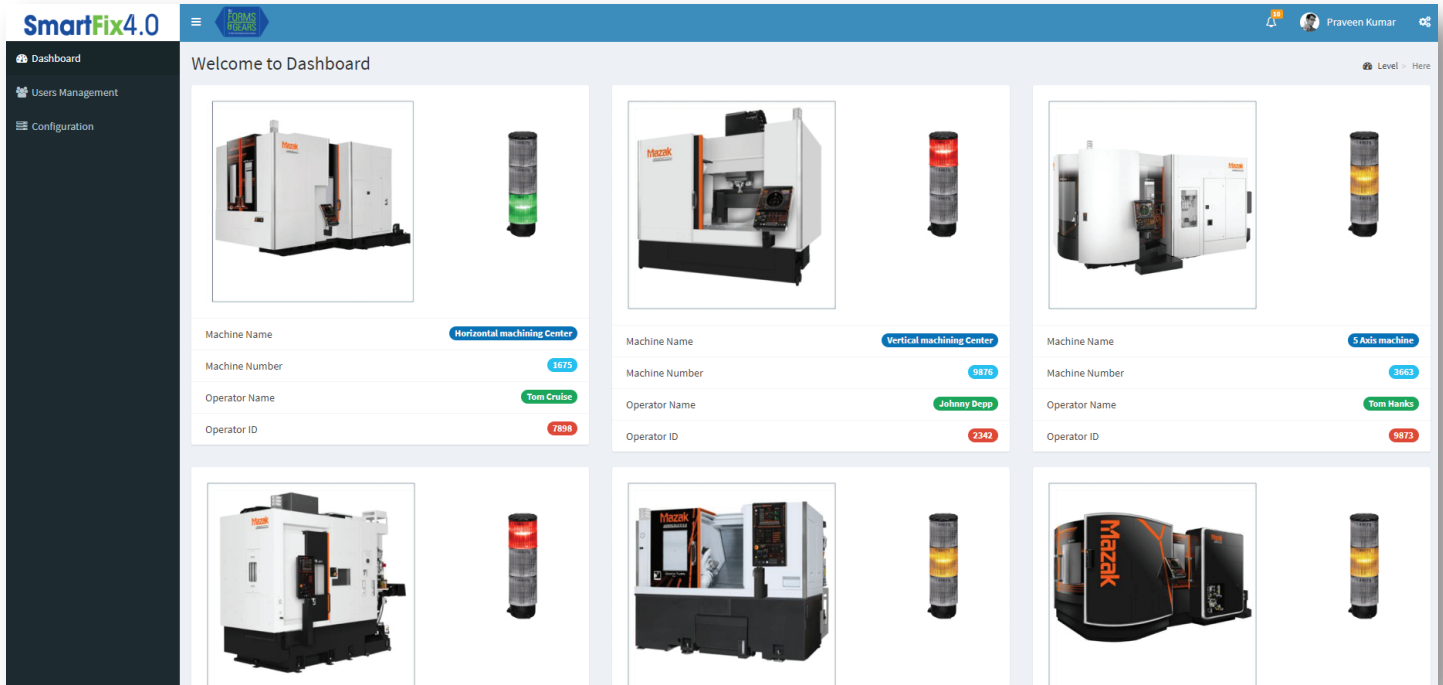 SmartFix4.0
FORMS
&GEARS
10
Praveen Kumar
Dashboard
Users Management
Configuration
Welcome to Dashboard
Level > Here
Mazak
Machine Name Horizontal machining Center
Machine Number 1675
Operator Name Tom Cruise
Operator ID 7898
Mazak
Machine Name Vertical machining Center
Machine Number 9876
Operator Name Johnny Depp
Operator ID 2342
Mazak
Machine Name 5 Axis machine
Machine Number 3663
Operator Name Tom Hanks
Operator ID 9873
Mazak
Mazak
Mazak
Mazak